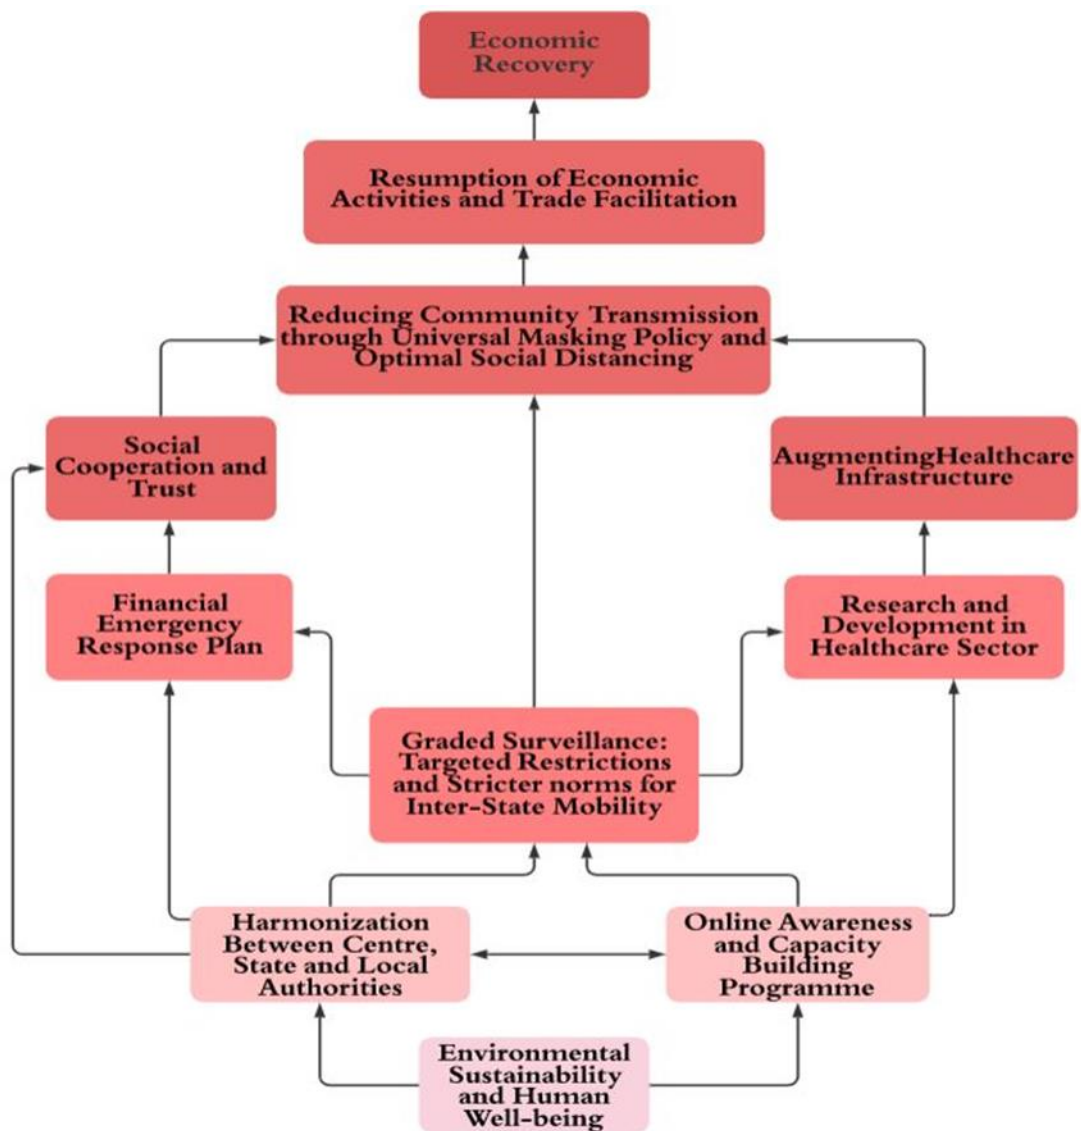 Economic
Recovery
Resumption of Economic
Activities and Trade Facilitation
Reducing Community Transmission
through Universal Masking Policy and
Optimal Social Distancing
Social
Cooperation and
Trust
AugmentingHealthcare
Infrastructure
Financial
Emergency
Response Plan
Research and
Development in
Healthcare Sector
Graded Surveillance:
Targeted Restrictions
and Stricter norms for
Inter-State Mobility
Harmonization
Between Centre,
State and Local
Authorities
Online Awareness
and Capacity
Building
Programme
Environmental
Sustainability
and Human
Well-being